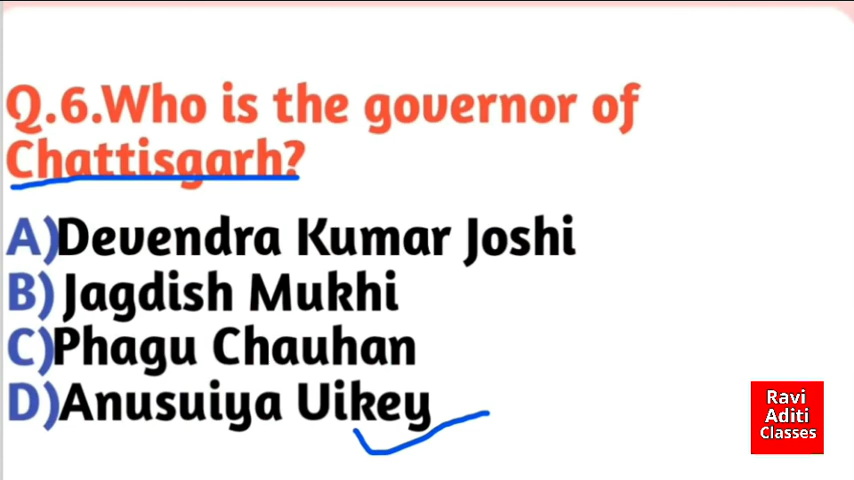 Q.6.Who is the governor of
Chattisgarh?
A)Devendra Kumar Joshi
B) Jagdish Mukhi
C)Phagu Chauhan
D)Anusuiya Uikey
Ravi
Aditi
Classes